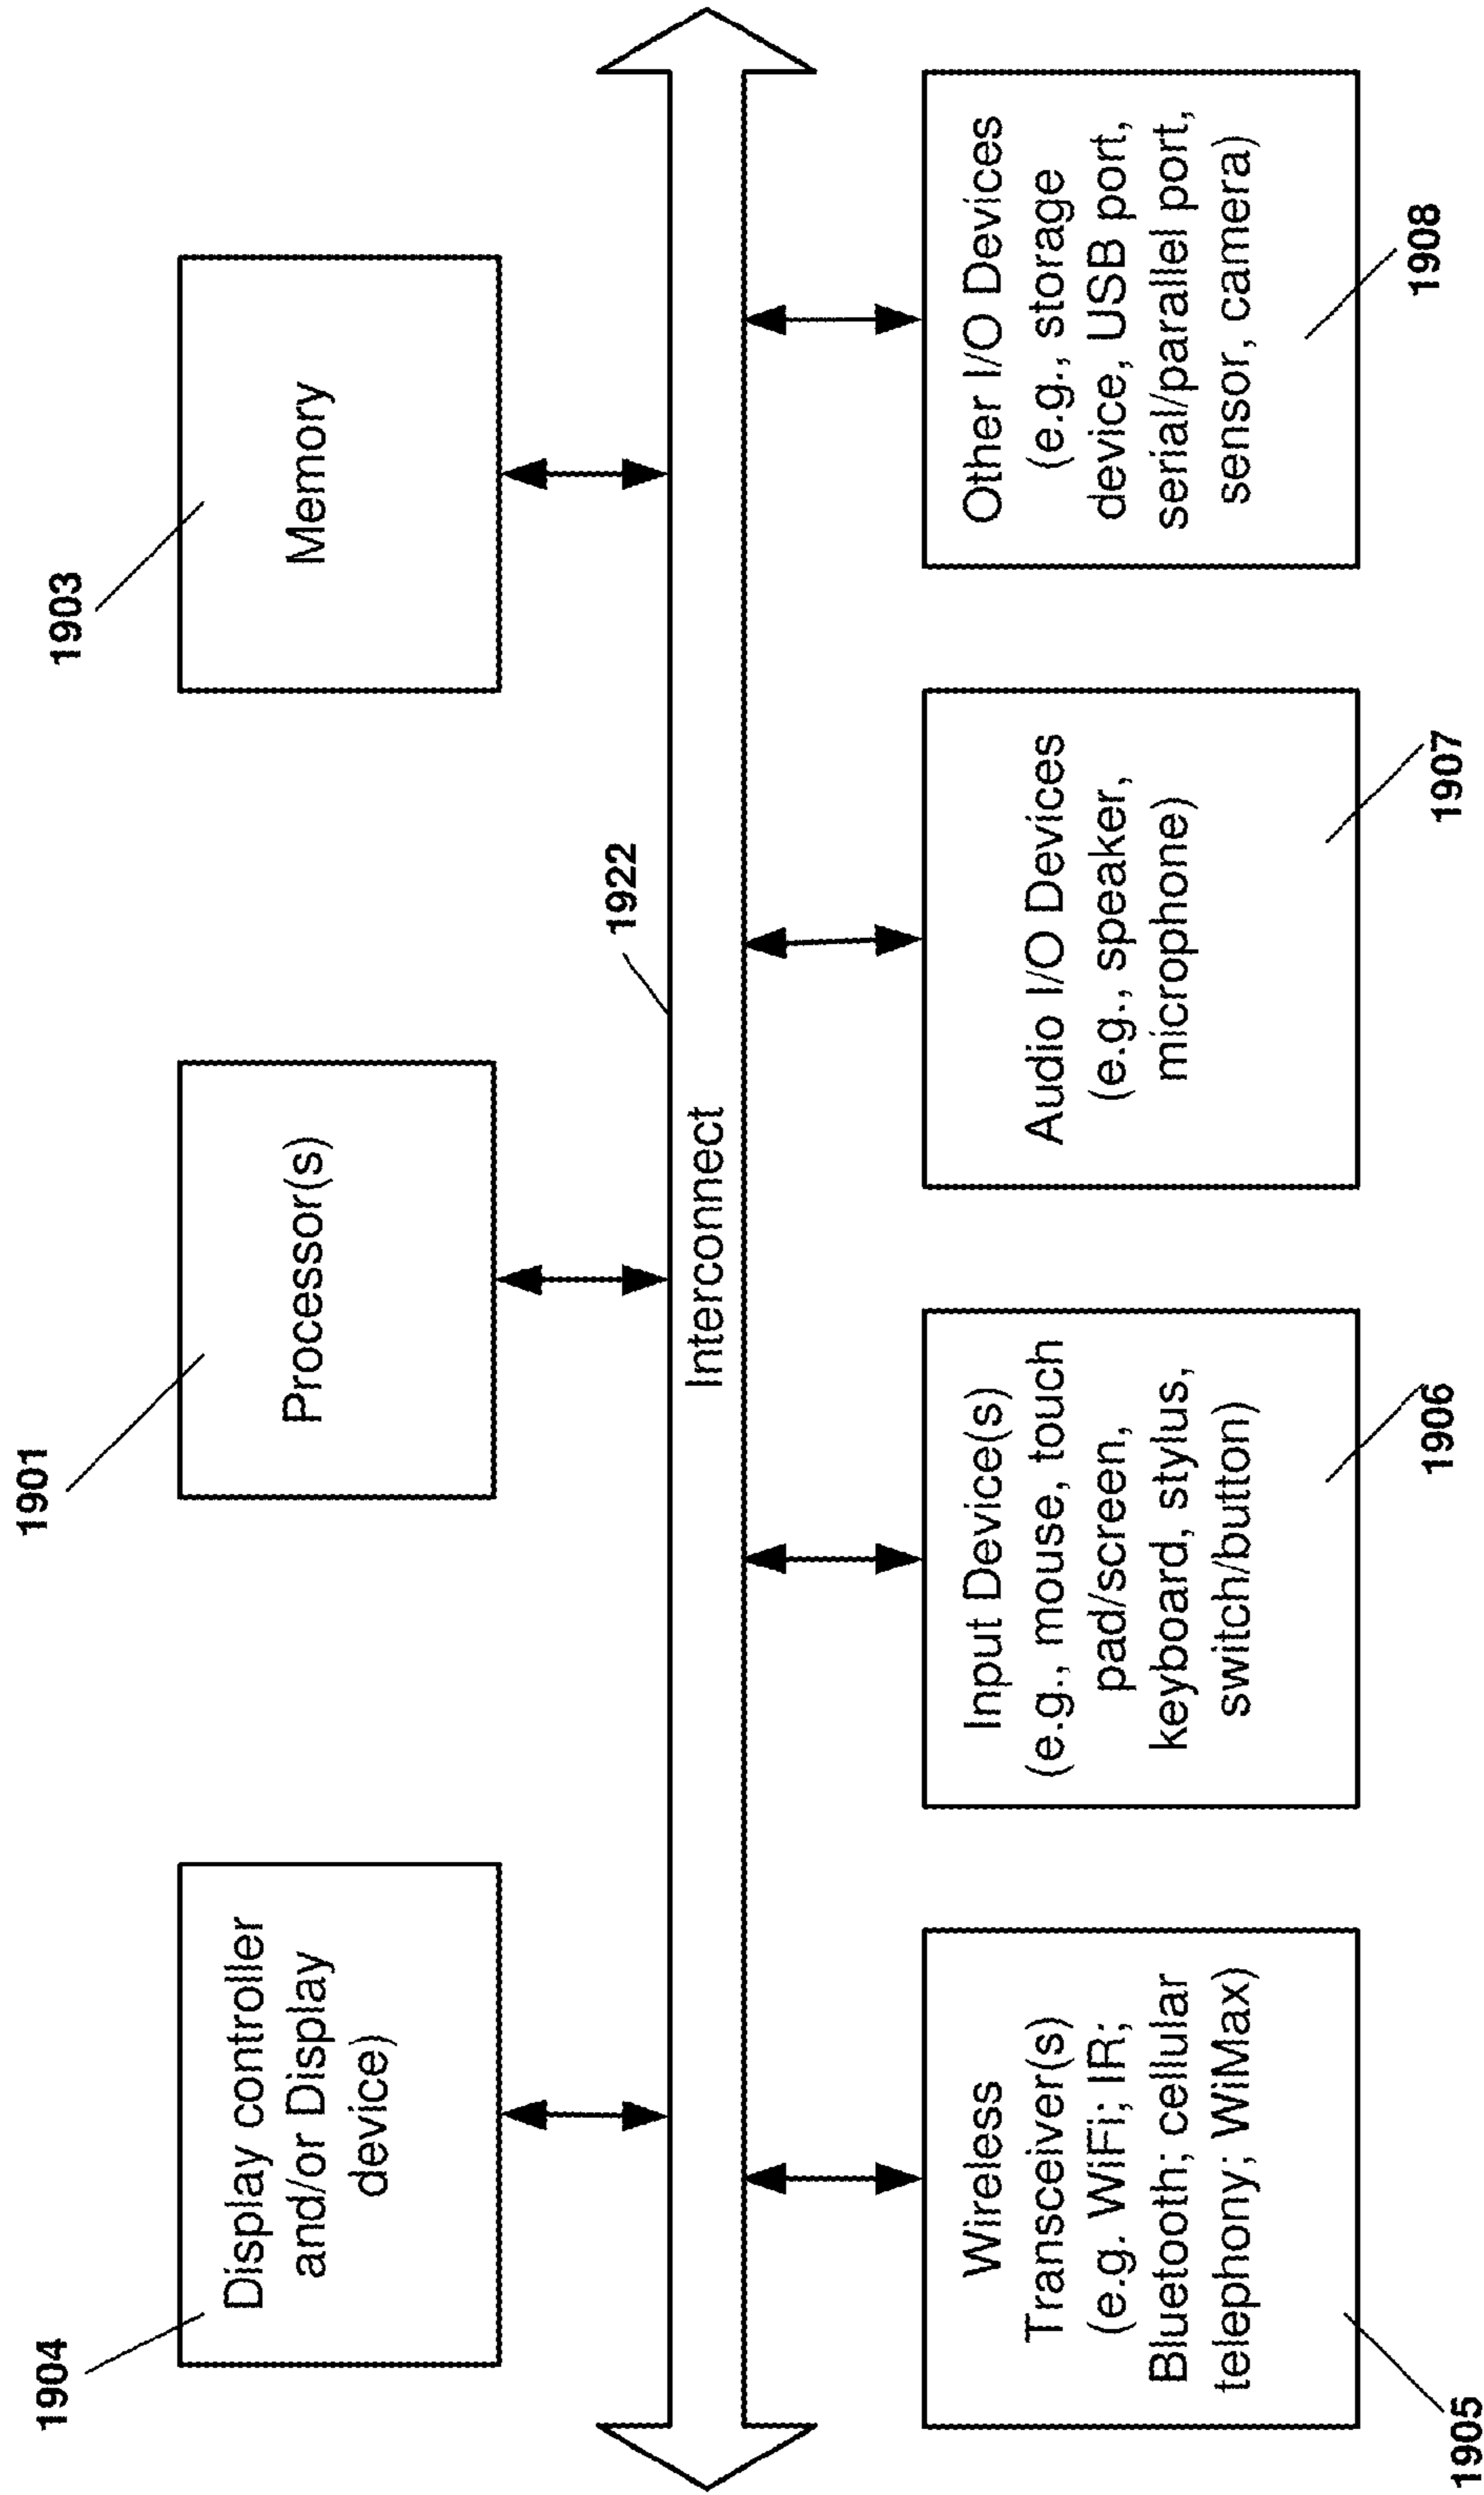 1904
Display controller
and/or Display
device)
1901
Processor(s)
1903
Memory
1922
Interconnect
Wireless
Transceiver(s)
(e.g. WiFi; IR;
Bluetooth; cellular
telephony; WiMax)
1905
Input Device(s)
(e.g., mouse, touch
pad/screen,
keyboard, stylus,
switch/button)
1906
Audio I/O Devices
(e.g., speaker,
microphone)
1907
Other I/O Devices
(e.g., storage
device, USB port,
serial/parallel port,
sensor, camera)
1908